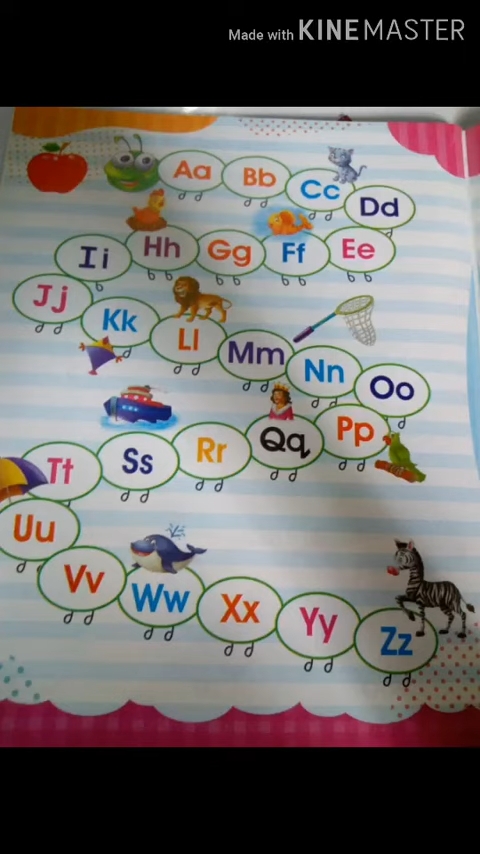 Made with KINEMASTER
Aa Bb Cc Dd
Ii Hh Gg Ff Ee
Jj Kk Ll Mm Nn Oo
Tt Ss Rr Qq Pp
Uu Vv Ww Xx Yy Zz